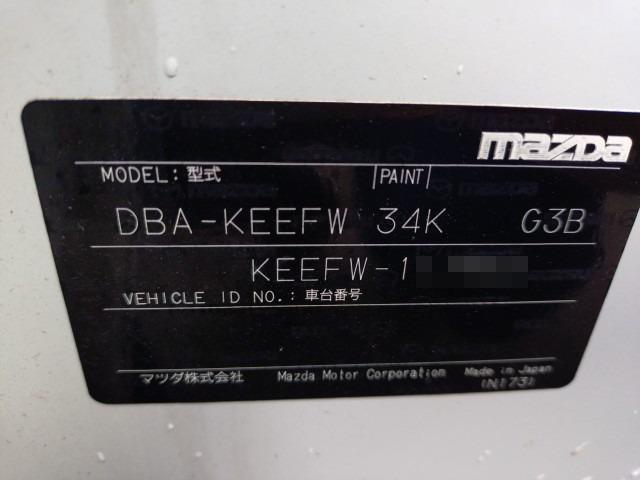 mazda
MODEL: 型式 |PAINT|
DBA-KEEFW 34K G3B
KEEFW-1
VEHICLE ID NO.: 車台番号
マツダ株式会社 Mazda Motor Corporation Made in Japan
(N173)